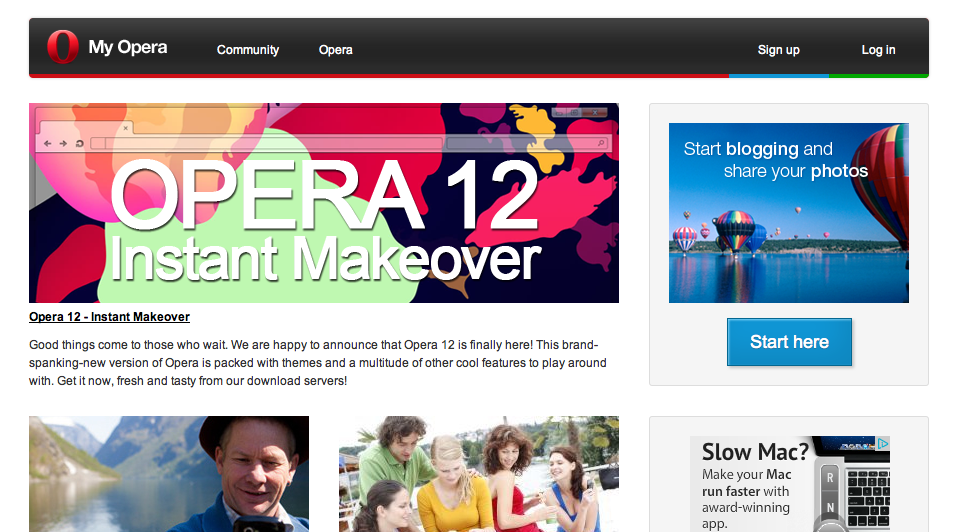 My Opera
Community
Opera
Sign up
Log in
OPERA 12
Instant Makeover
Opera 12 - Instant Makeover
Good things come to those who wait. We are happy to announce that Opera 12 is finally here! This brand-
spanking-new version of Opera is packed with themes and a multitude of other cool features to play around
with. Get it now, fresh and tasty from our download servers!
Start blogging and
share your photos
Start here
Slow Mac?
Make your Mac
run faster with
award-winning
app.
R
N